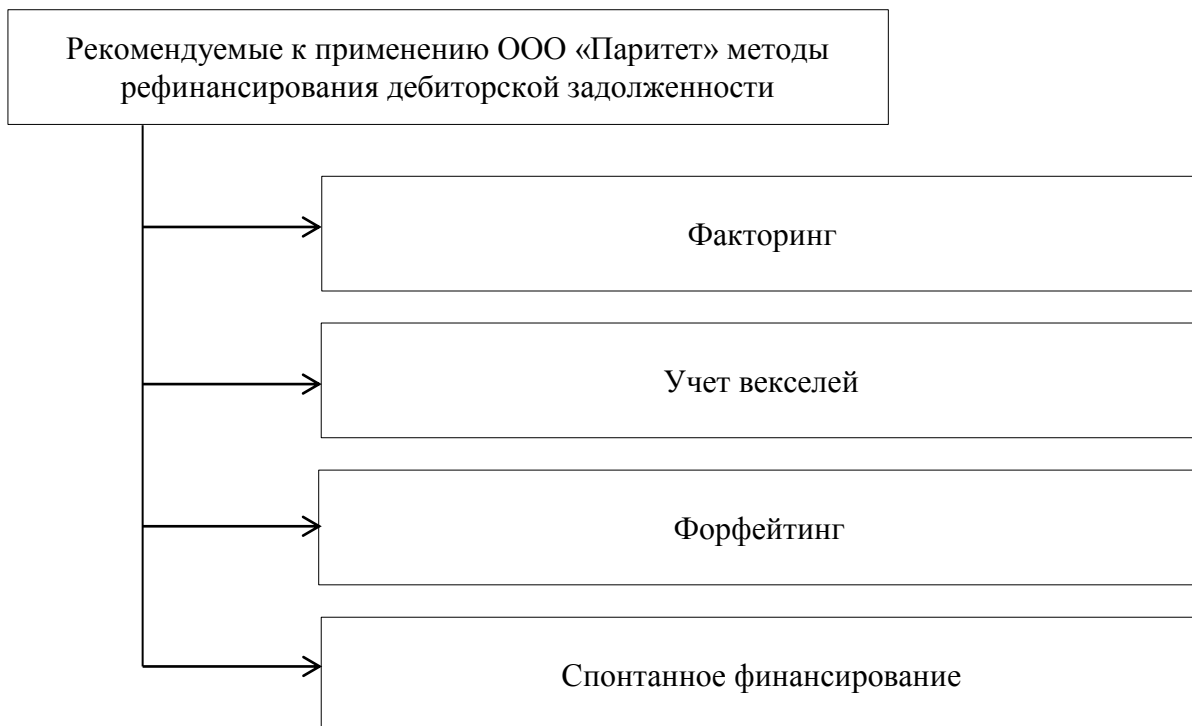 Рекомендуемые к применению ООО «Паритет» методы
рефинансирования дебиторской задолженности
Факторинг
Учет векселей
Форфейтинг
Спонтанное финансирование